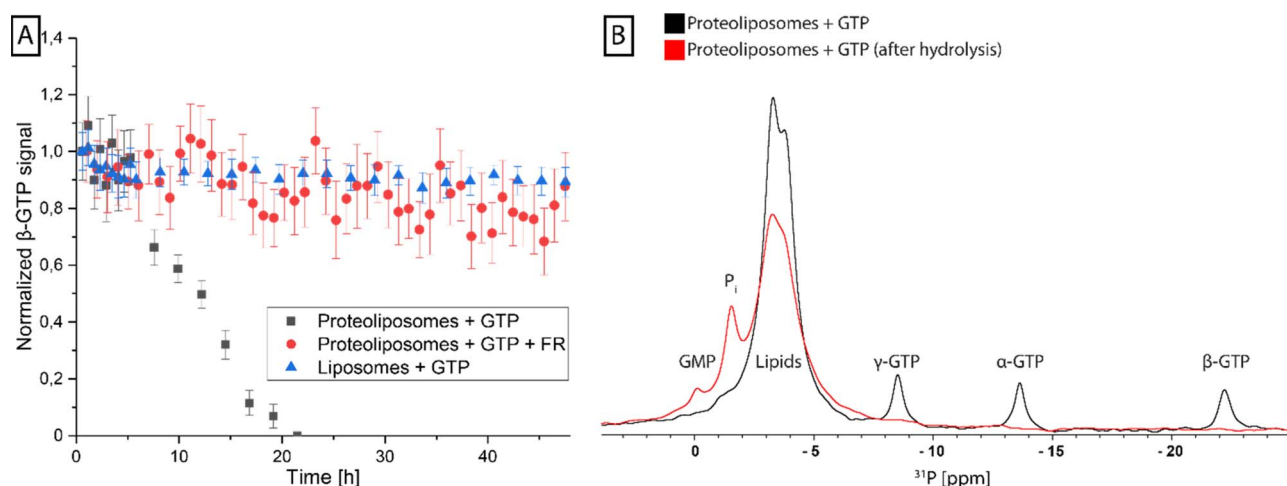 A
Normalized β-GTP signal
1,2
1,0
0,8
0,6
0,4
0,2
0
0
10
20
30
40
Time [h]
Proteoliposomes + GTP
Proteoliposomes + GTP + FR
Liposomes + GTP
B
Proteoliposomes + GTP
Proteoliposomes + GTP (after hydrolysis)
GMP
Pi
Lipids
γ-GTP
α-GTP
β-GTP
0
- 5
- 10
- 15
- 20
³¹P [ppm]